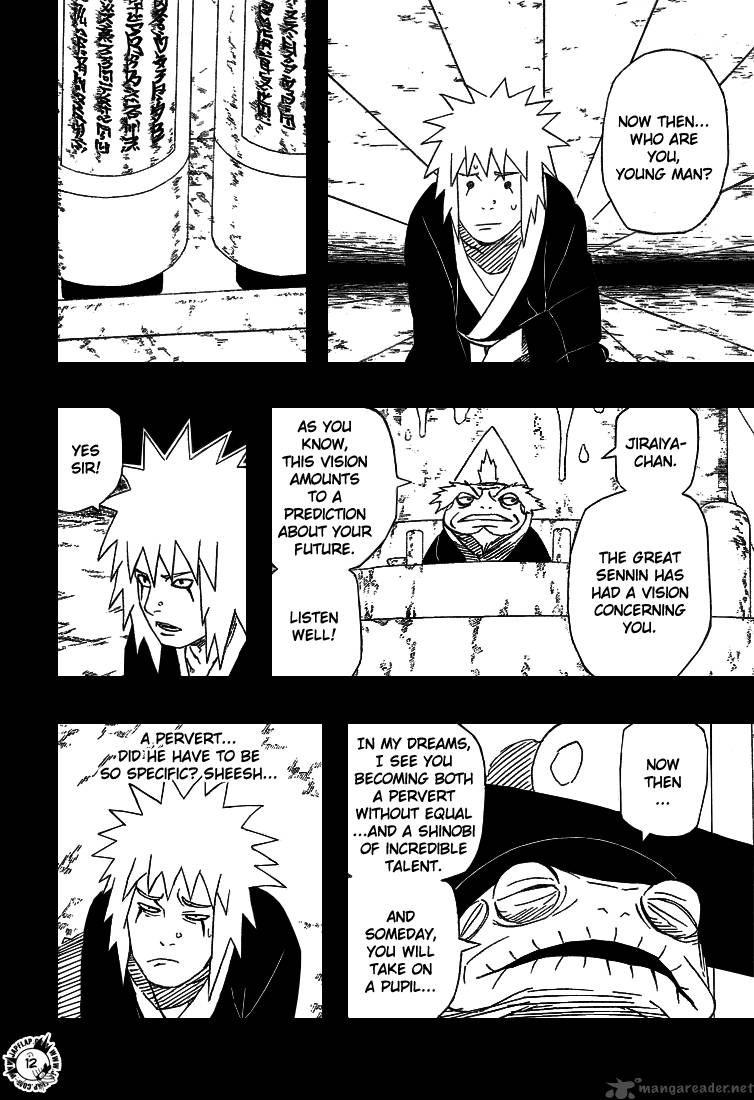 NOW THEN...
WHO ARE
YOU,
YOUNG MAN?
JIRAIYA-
CHAN.
THE GREAT
SENNIN HAS
HAD A VISION
CONCERNING
YOU.
AS YOU
KNOW,
THIS VISION
AMOUNTS
TO A
PREDICTION
ABOUT YOUR
FUTURE.
LISTEN
WELL!
YES
SIR!
NOW
THEN
...
IN MY DREAMS,
I SEE YOU
BECOMING BOTH
A PERVERT
WITHOUT EQUAL
...AND A SHINOBI
OF INCREDIBLE
TALENT.
AND
SOMEDAY,
YOU WILL
TAKE ON
A PUPIL...
A PERVERT...
DID HE HAVE TO BE
SO SPECIFIC? SHEESH...
12
mangareader.net